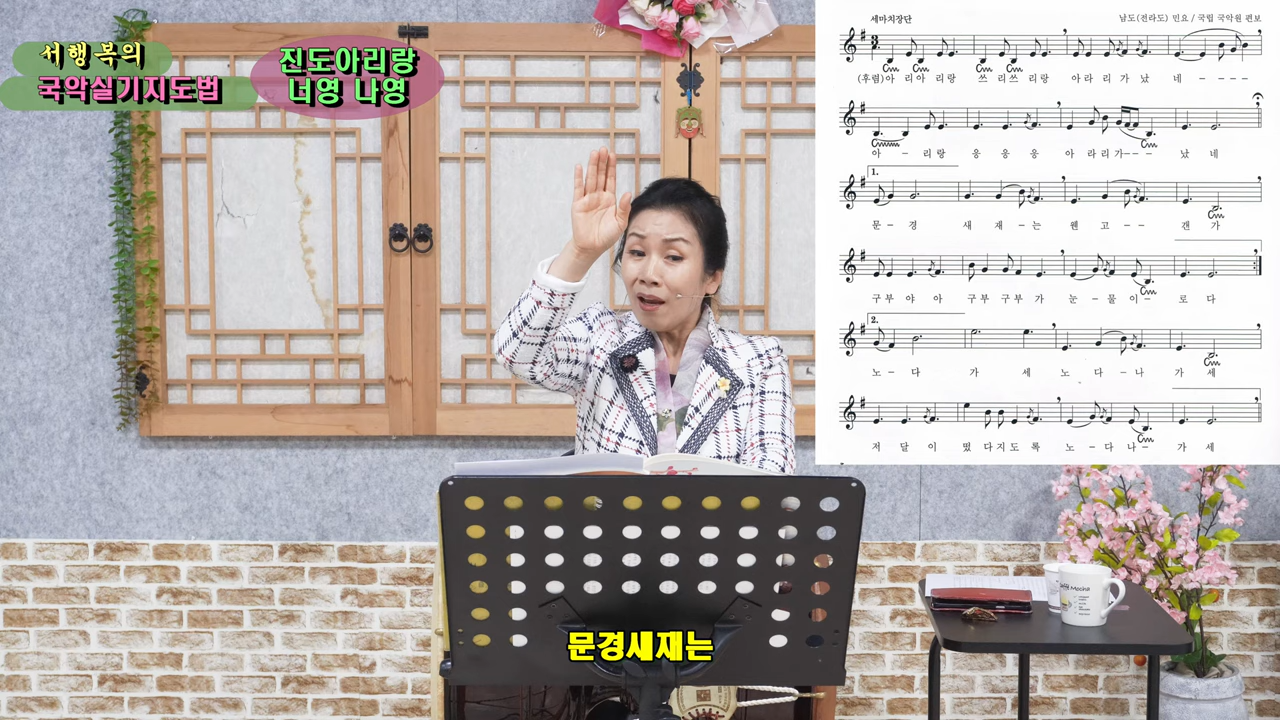 서행복의
국악실기지도법
진도아리랑
너영 나영
세마치장단
남도(전라도) 민요 / 국립 국악원 편보
(후렴)아 리아 리 랑 쓰 리쓰 리 랑 아 라 리 가 났 네 - - - -
아 - 리 랑 응 응 응 아 라 리 가 - - - 났 네
1.
문 - 경 새 재 - 는 웬 고 - - - 갠 가
구 부 야 아 구 부 구 부 가 눈 - 물 이 - 로 다
2.
노 - 다 가 세 노 다 - 나 가 세
저 달 이 떴 다 지 도 록 노 - 다 나 - 가 세
Caffè Mocha
문경새재는